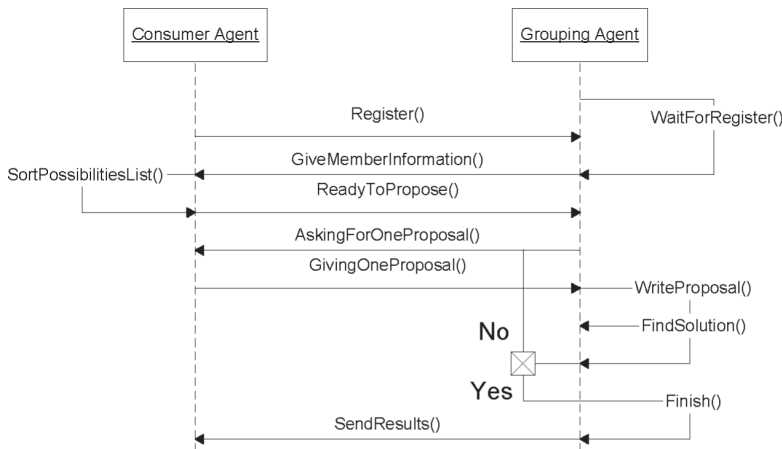 Consumer Agent
Grouping Agent
Register()
WaitForRegister()
GiveMemberInformation()
SortPossibilitiesList()
ReadyToPropose()
AskingForOneProposal()
GivingOneProposal()
WriteProposal()
No
FindSolution()
Yes
Finish()
SendResults()